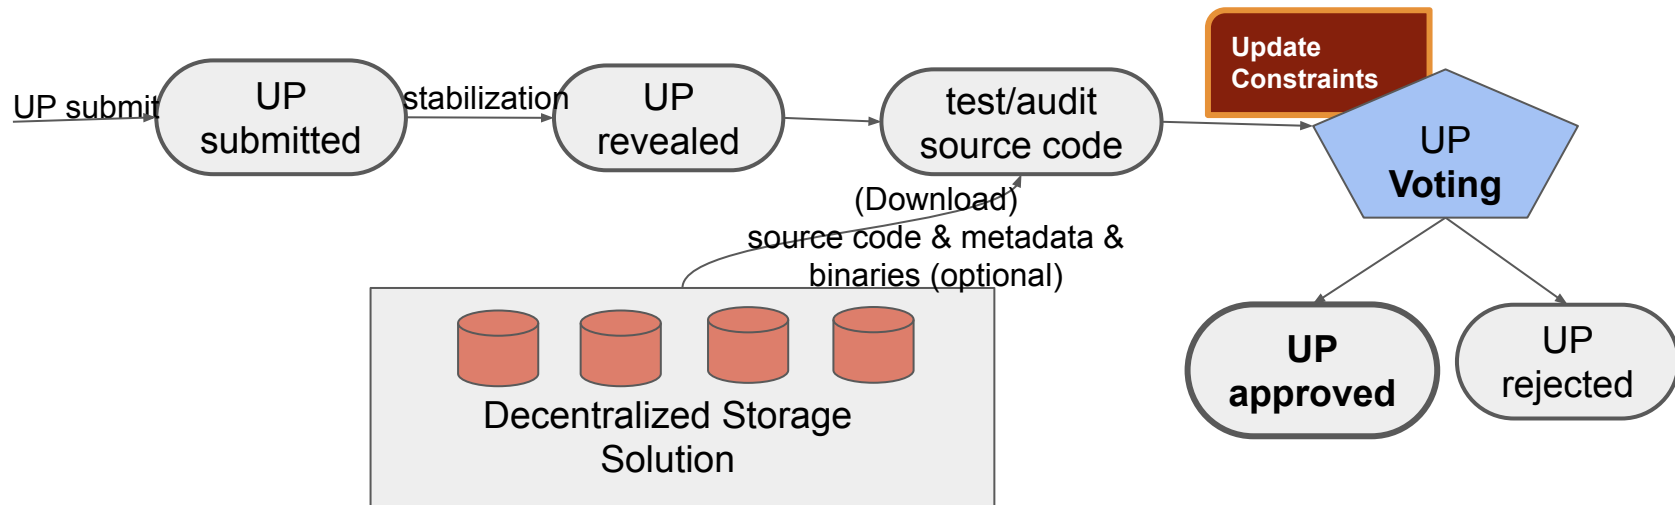 UP submit
UP
submitted
stabilization
UP
revealed
test/audit
source code
Update
Constraints
UP
Voting
(Download)
source code & metadata &
binaries (optional)
Decentralized Storage
Solution
UP
approved
UP
rejected